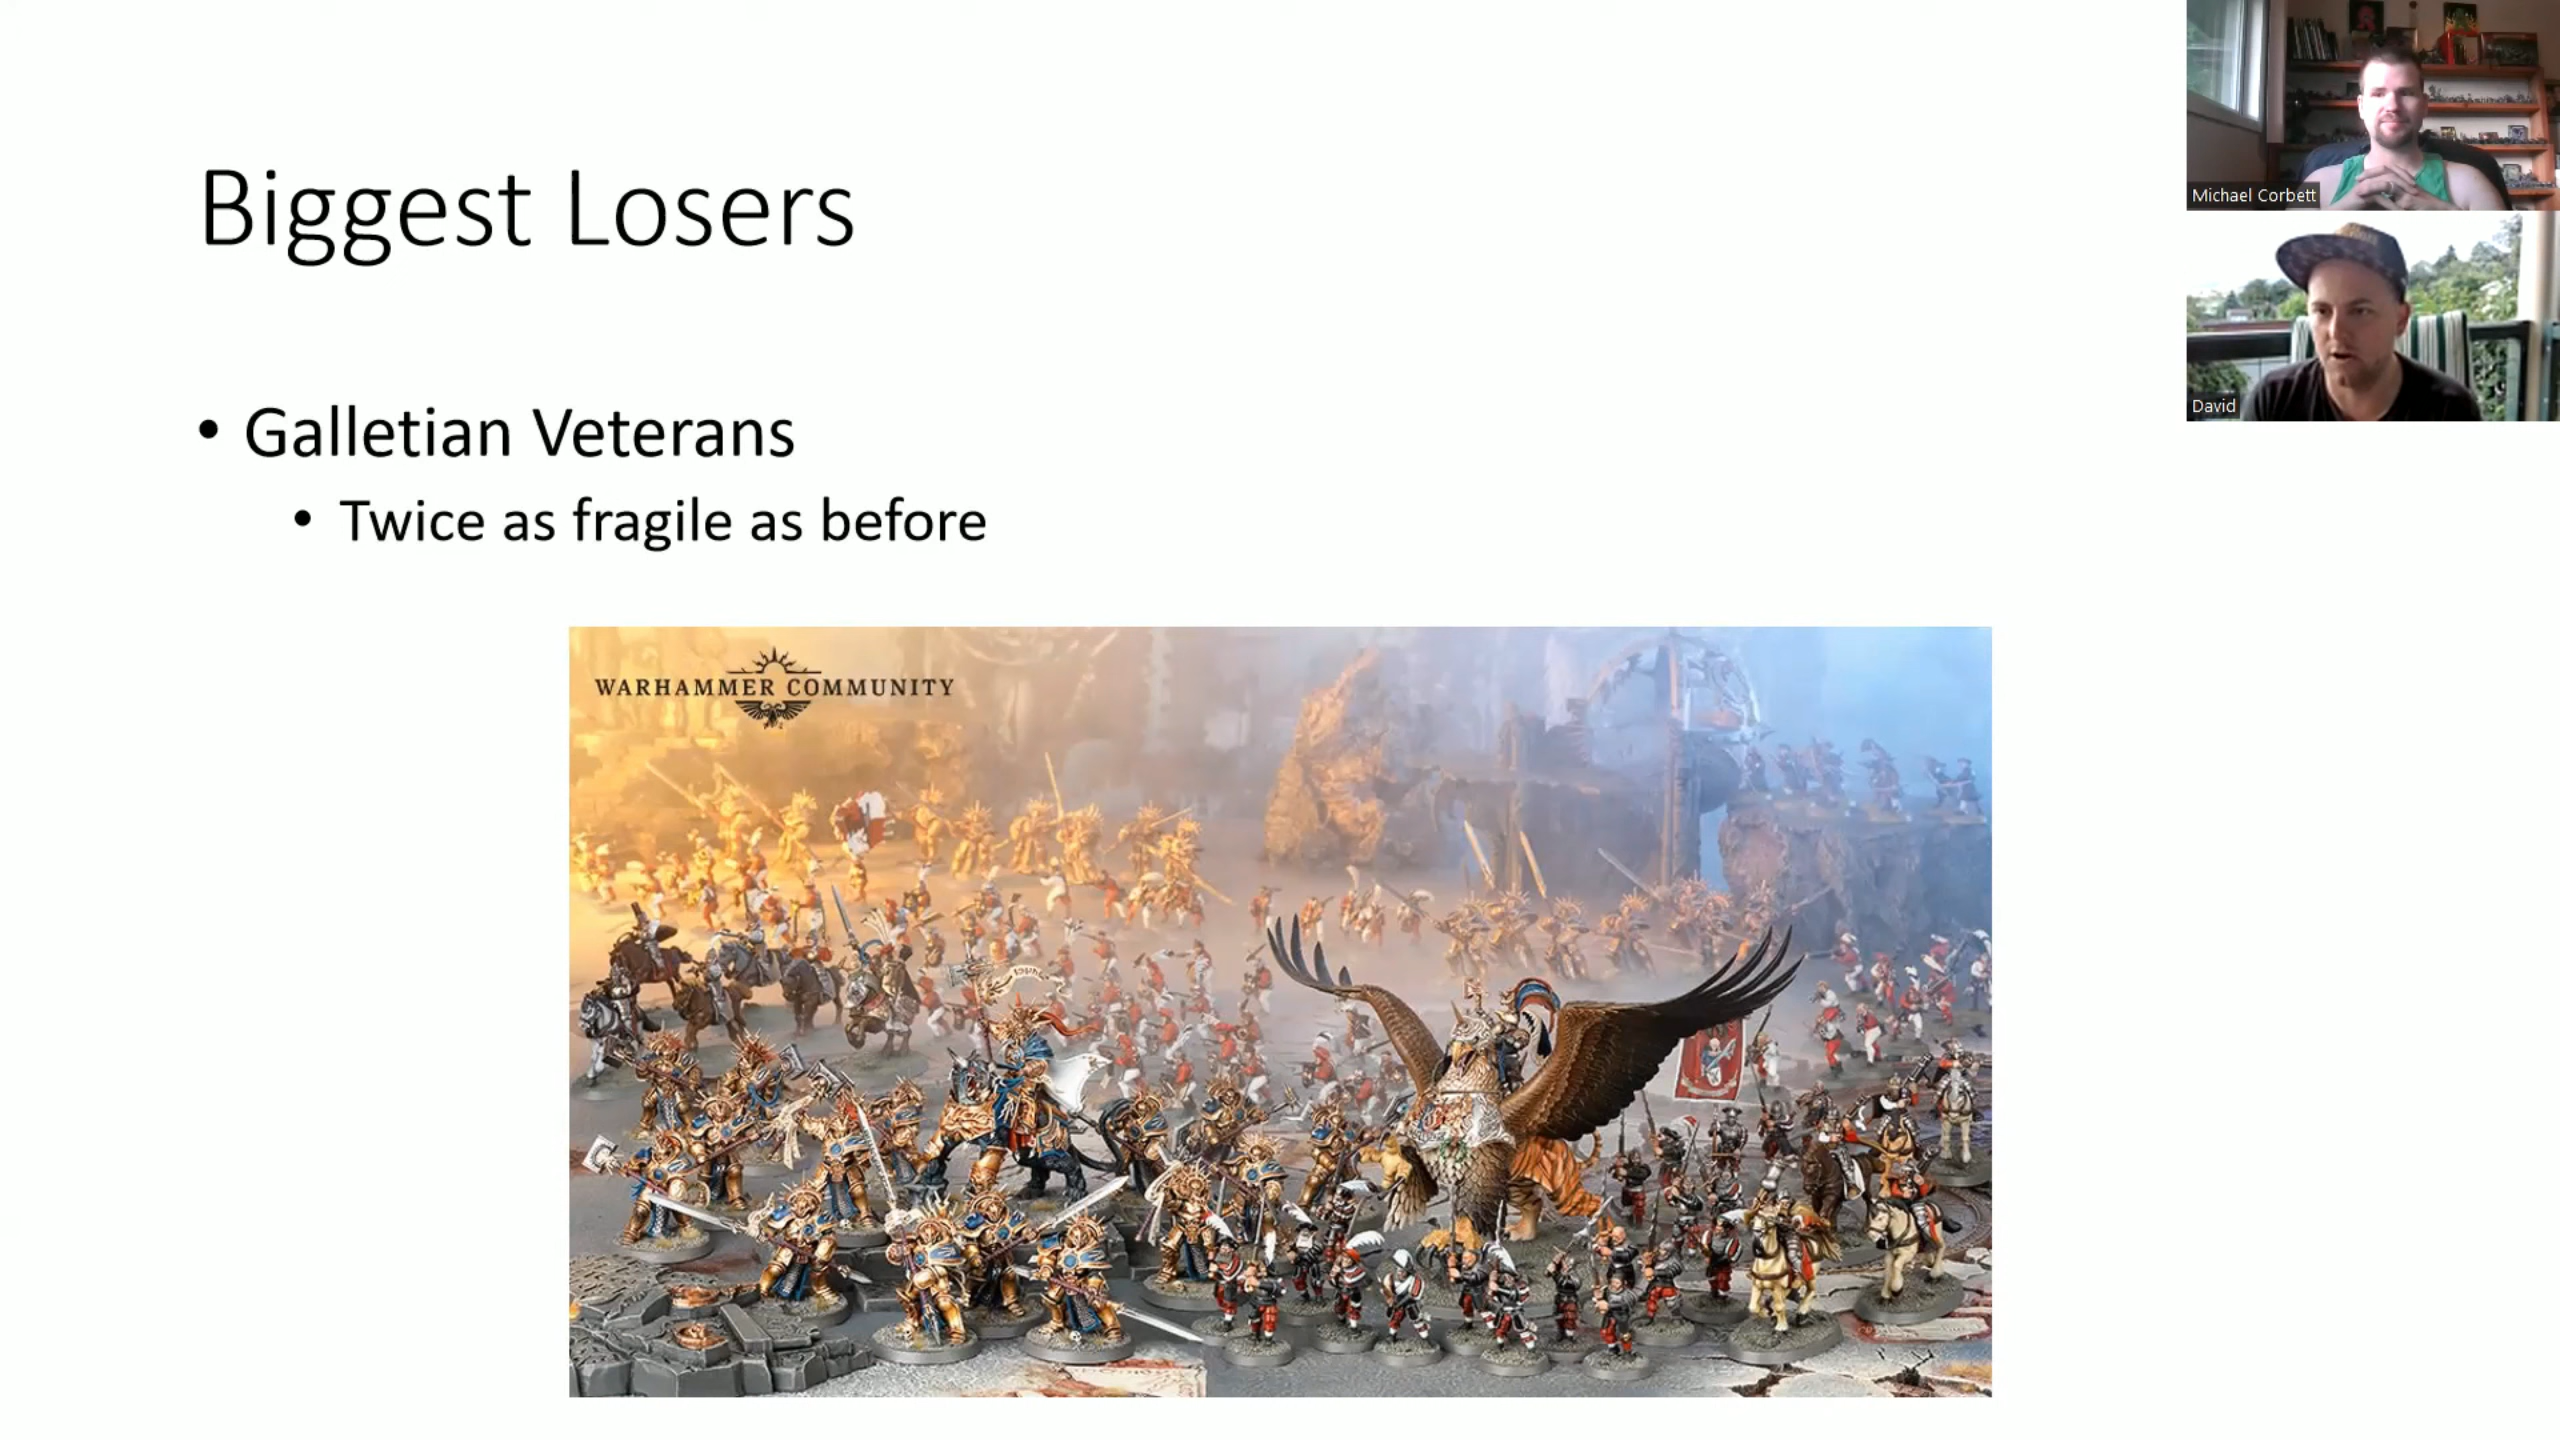 Biggest Losers
• Galletian Veterans
• Twice as fragile as before
WARHAMMER COMMUNITY
Michael Corbett
David